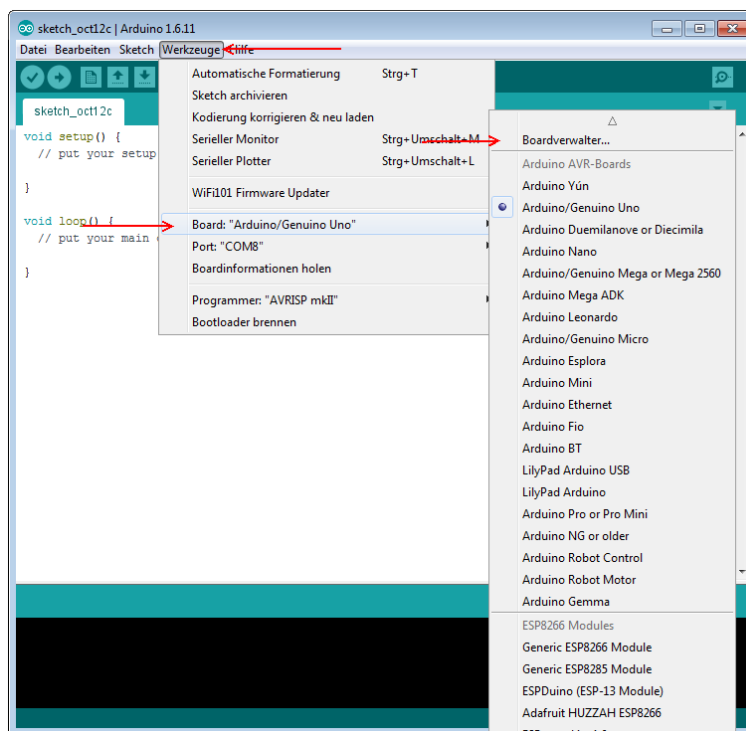 sketch_oct12c | Arduino 1.6.11
Datei Bearbeiten Sketch Werkzeuge Hilfe
sketch_oct12c
void setup() {
// put your setup
}
void loop() {
// put your main
}
Automatische Formatierung Strg+T
Sketch archivieren
Kodierung korrigieren & neu laden
Serieller Monitor Strg+Umschalt+M
Serieller Plotter Strg+Umschalt+L
WiFi101 Firmware Updater
Board: "Arduino/Genuino Uno"
Port: "COM8"
Boardinformationen holen
Programmer: "AVRISP mkII"
Bootloader brennen
Boardverwalter...
Arduino AVR-Boards
Arduino Yún
Arduino/Genuino Uno
Arduino Duemilanove or Diecimila
Arduino Nano
Arduino/Genuino Mega or Mega 2560
Arduino Mega ADK
Arduino Leonardo
Arduino/Genuino Micro
Arduino Esplora
Arduino Mini
Arduino Ethernet
Arduino Fio
Arduino BT
LilyPad Arduino USB
LilyPad Arduino
Arduino Pro or Pro Mini
Arduino NG or older
Arduino Robot Control
Arduino Robot Motor
Arduino Gemma
ESP8266 Modules
Generic ESP8266 Module
Generic ESP8285 Module
ESPDuino (ESP-13 Module)
Adafruit HUZZAH ESP8266